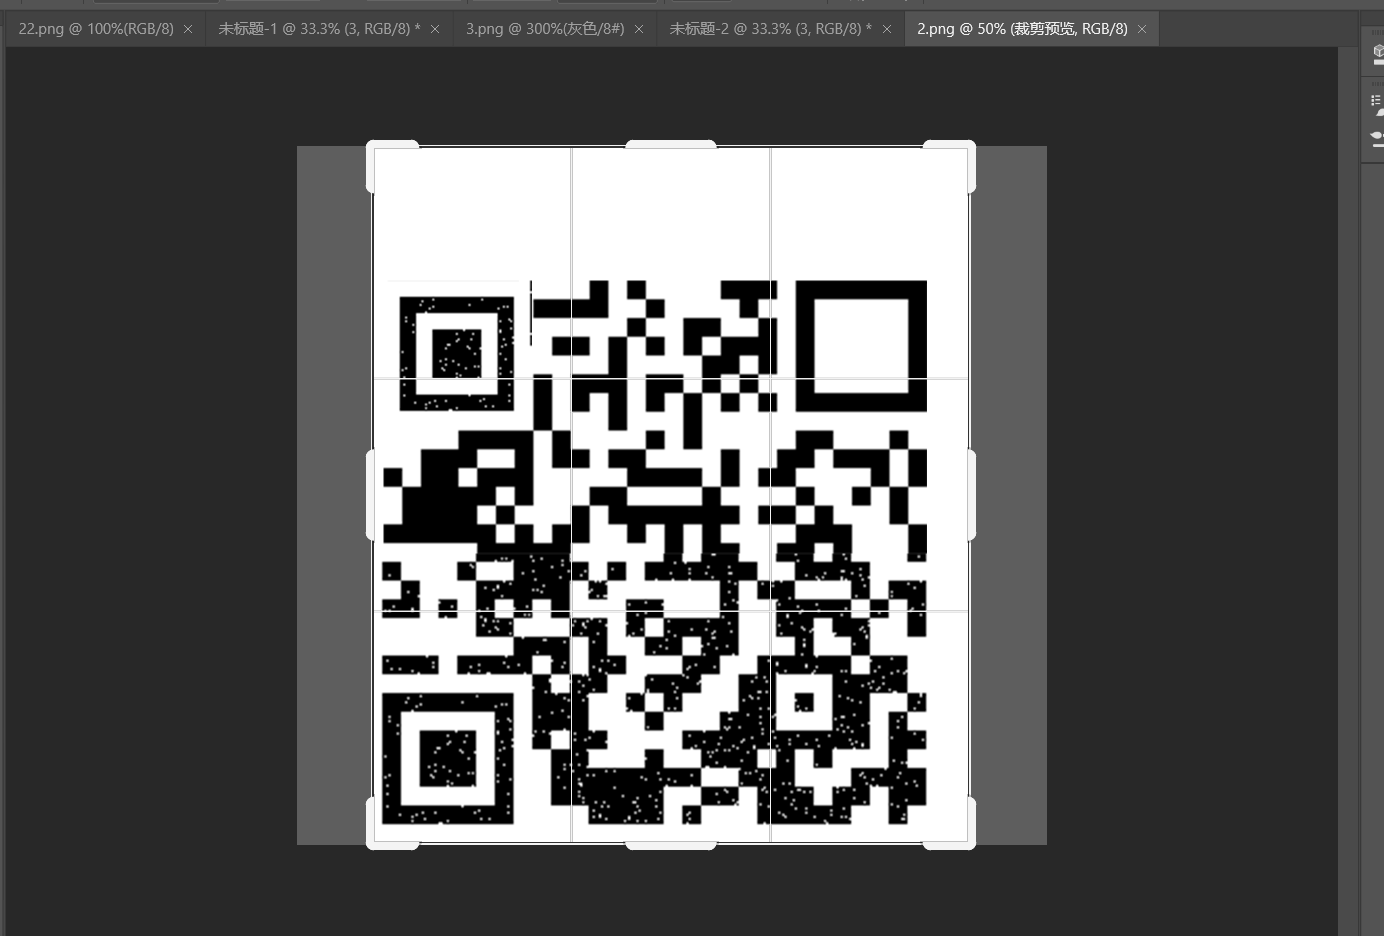 22.png @ 100%(RGB/8) ×
未标题-1 @ 33.3% (3, RGB/8) * ×
3.png @ 300%(灰色/8#) ×
未标题-2 @ 33.3% (3, RGB/8) * ×
2.png @ 50% (裁剪预览, RGB/8) ×